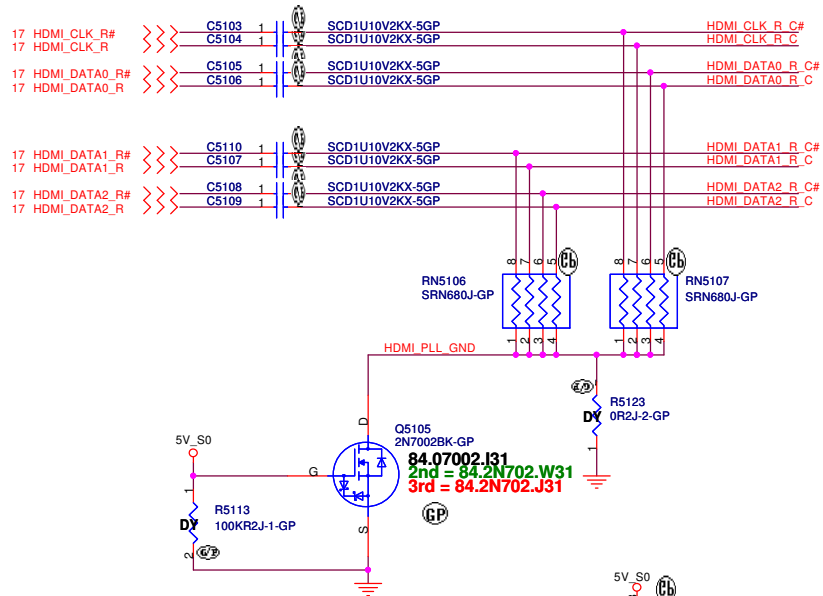 17 HDMI_CLK_R# C5103 1 SCD1U10V2KX-5GP HDMI_CLK_R_C#
17 HDMI_CLK_R C5104 1 SCD1U10V2KX-5GP HDMI_CLK_R_C
17 HDMI_DATA0_R# C5105 1 SCD1U10V2KX-5GP HDMI_DATA0_R_C#
17 HDMI_DATA0_R C5106 1 SCD1U10V2KX-5GP HDMI_DATA0_R_C
17 HDMI_DATA1_R# C5110 1 SCD1U10V2KX-5GP HDMI_DATA1_R_C#
17 HDMI_DATA1_R C5107 1 SCD1U10V2KX-5GP HDMI_DATA1_R_C
17 HDMI_DATA2_R# C5108 1 SCD1U10V2KX-5GP HDMI_DATA2_R_C#
17 HDMI_DATA2_R C5109 1 SCD1U10V2KX-5GP HDMI_DATA2_R_C
8 7 6 5 8 7 6 5
RN5106
SRN680J-GP
RN5107
SRN680J-GP
1 2 3 4 1 2 3 4
HDMI_PLL_GND
R5123
DY 0R2J-2-GP
1
D
Q5105
2N7002BK-GP
84.07002.I31
2nd = 84.2N702.W31
3rd = 84.2N702.J31
GP
5V_S0
G
1
R5113
DY 100KR2J-1-GP
2
S
5V_S0